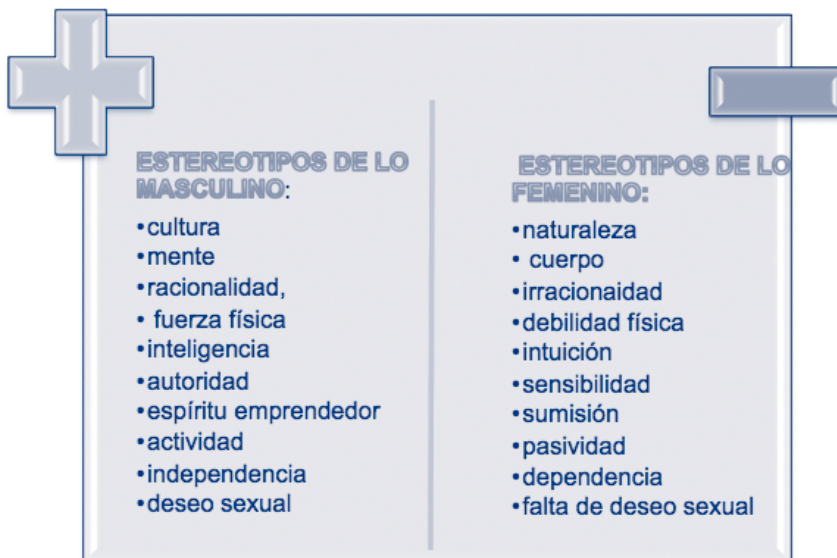 ESTEREOTIPOS DE LO
MASCULINO:
•cultura
•mente
•racionalidad,
• fuerza física
•inteligencia
•autoridad
•espíritu emprendedor
•actividad
•independencia
•deseo sexual
ESTEREOTIPOS DE LO
FEMENINO:
•naturaleza
• cuerpo
•irracionaidad
•debilidad física
•intuición
•sensibilidad
•sumisión
•pasividad
•dependencia
•falta de deseo sexual